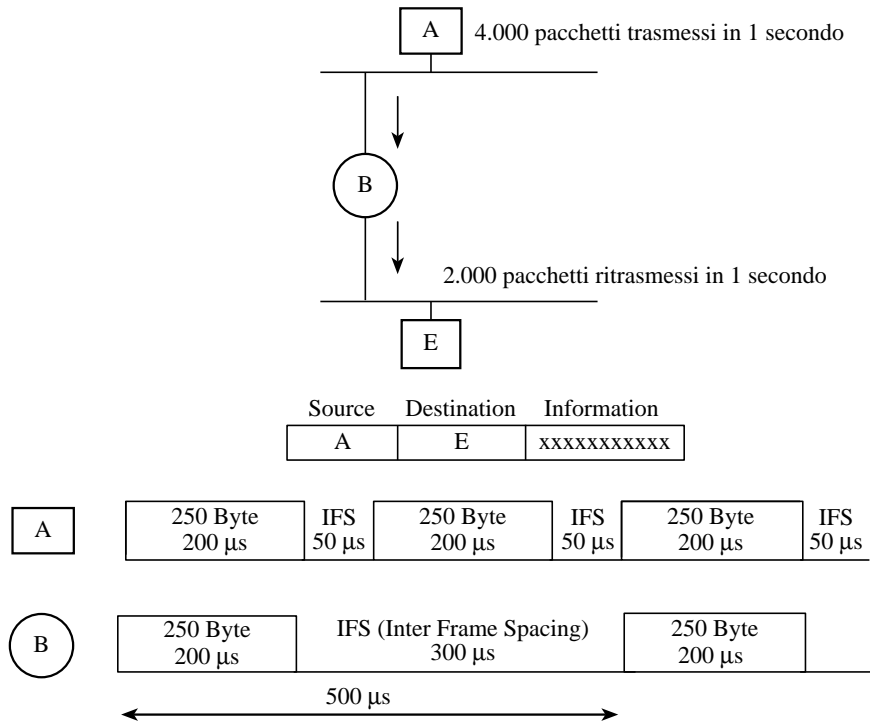 A
4.000 pacchetti trasmessi in 1 secondo
B
2.000 pacchetti ritrasmessi in 1 secondo
E
Source Destination Information
A E xxxxxxxxxxx
A
250 Byte IFS 250 Byte IFS 250 Byte IFS
200 µs 50 µs 200 µs 50 µs 200 µs 50 µs
B
250 Byte IFS (Inter Frame Spacing) 250 Byte
200 µs 300 µs 200 µs
500 µs